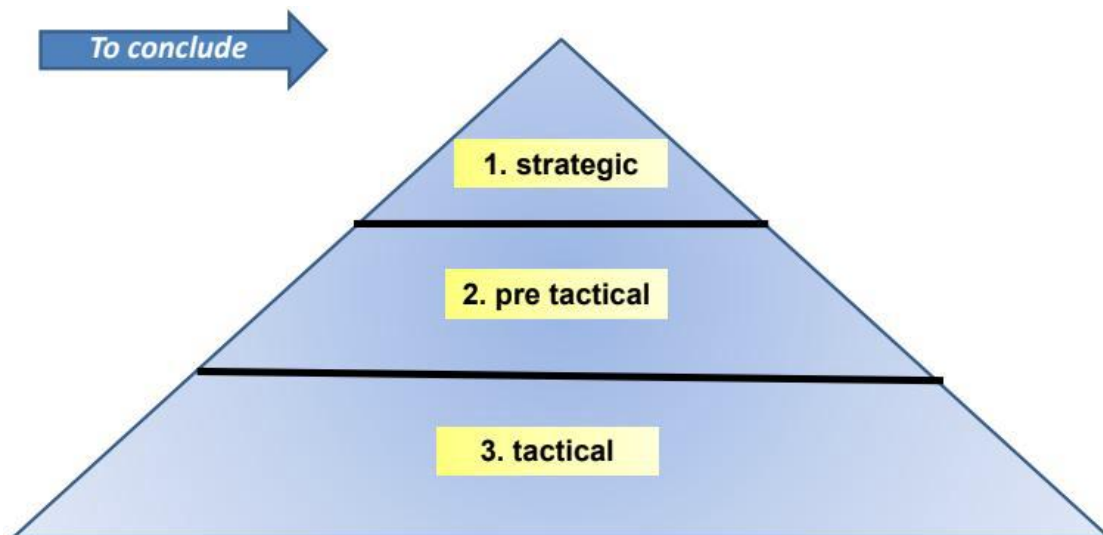 To conclude
1. strategic
2. pre tactical
3. tactical